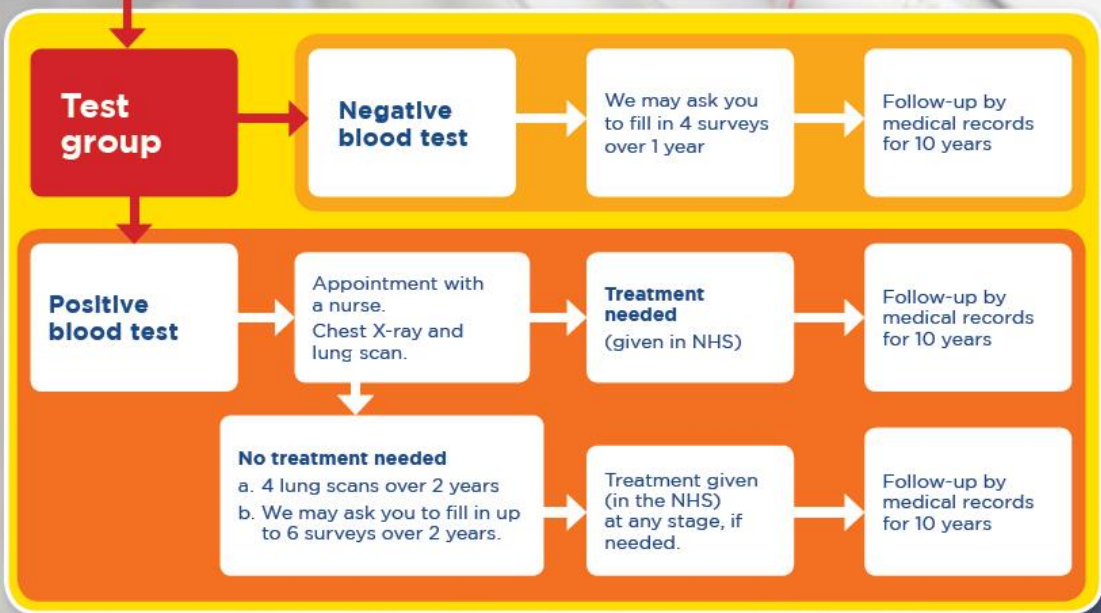 Test
group
Negative
blood test
We may ask you
to fill in 4 surveys
over 1 year
Follow-up by
medical records
for 10 years
Positive
blood test
Appointment with
a nurse.
Chest X-ray and
lung scan.
Treatment
needed
(given in NHS)
Follow-up by
medical records
for 10 years
No treatment needed
a. 4 lung scans over 2 years
b. We may ask you to fill in up
to 6 surveys over 2 years.
Treatment given
(in the NHS)
at any stage, if
needed.
Follow-up by
medical records
for 10 years